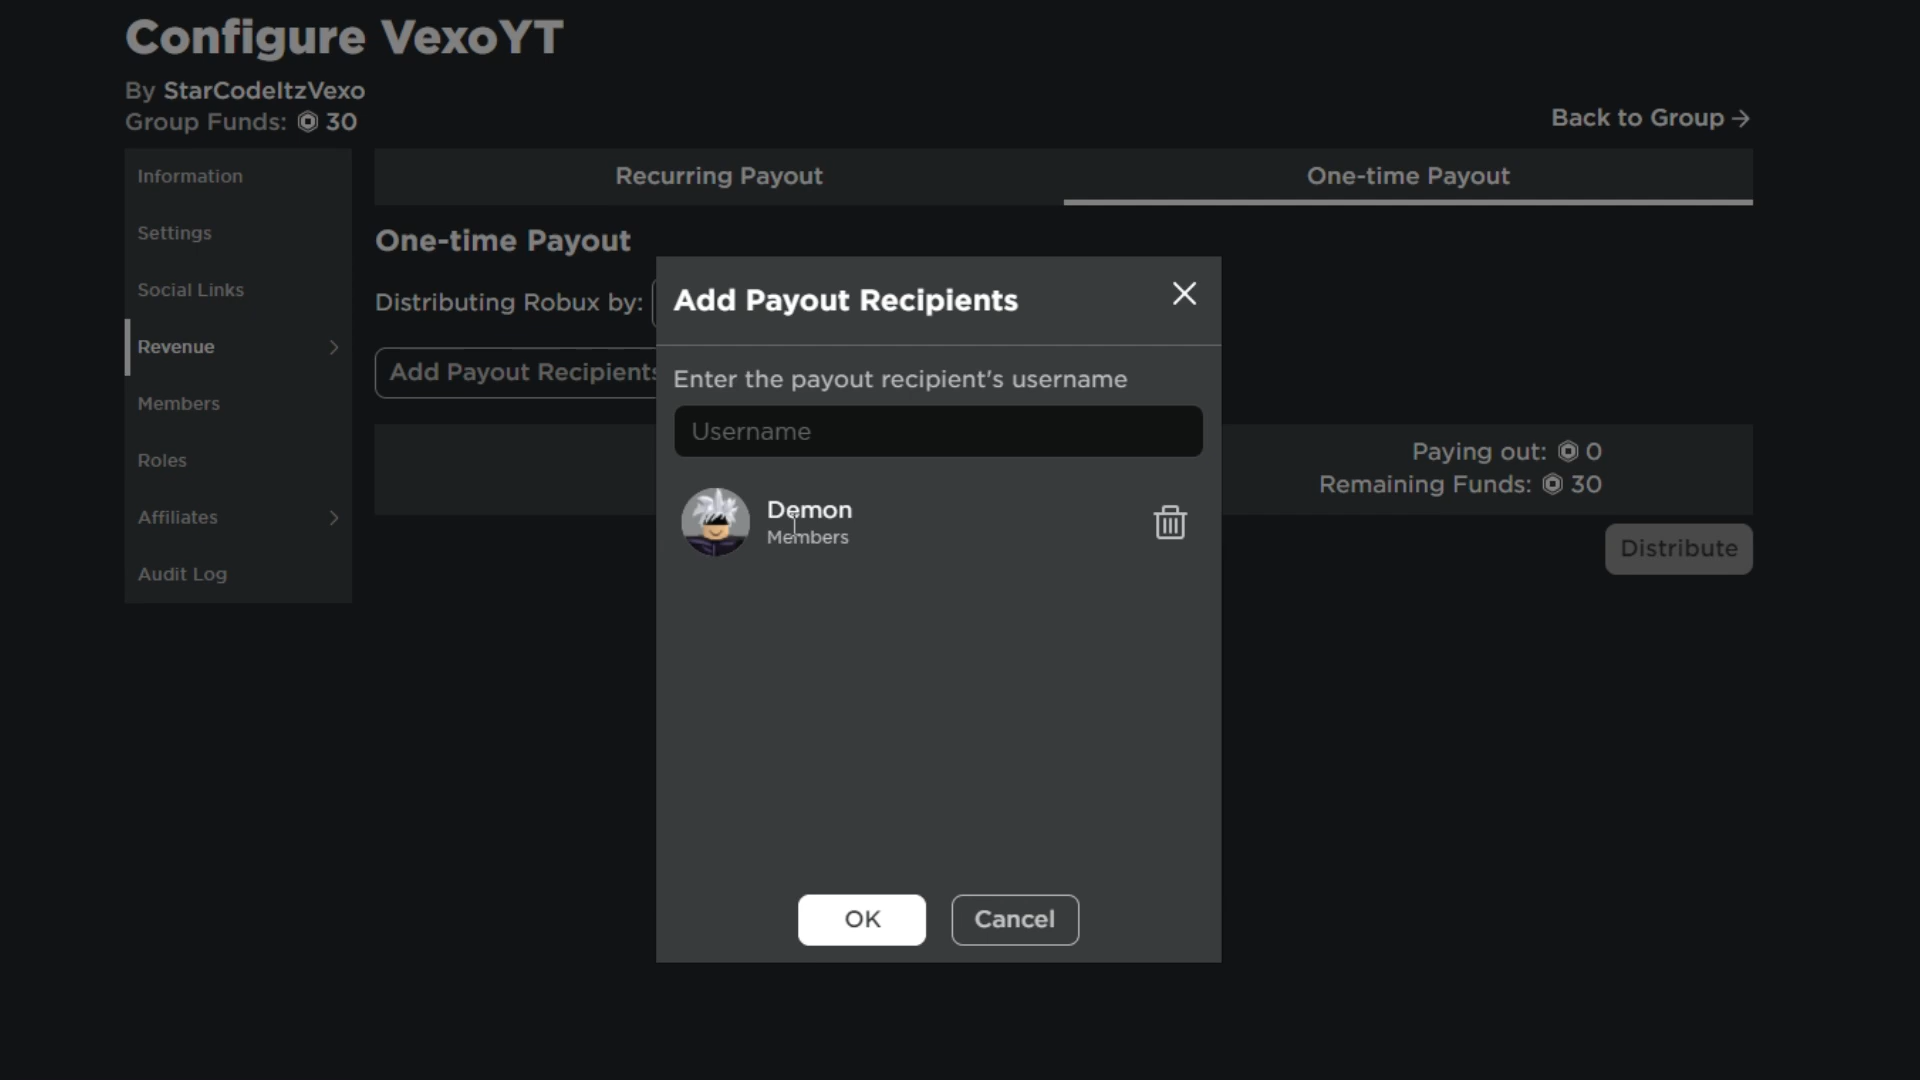 Configure VexoYT
By StarCodeItzVexo
Group Funds: 30
Back to Group
Information
Settings
Social Links
Revenue
Members
Roles
Affiliates
Audit Log
Recurring Payout
One-time Payout
One-time Payout
Distributing Robux by:
Add Payout Recipients
Paying out: 0
Remaining Funds: 30
Distribute
Add Payout Recipients
Enter the payout recipient's username
Username
Demon
Members
OK
Cancel